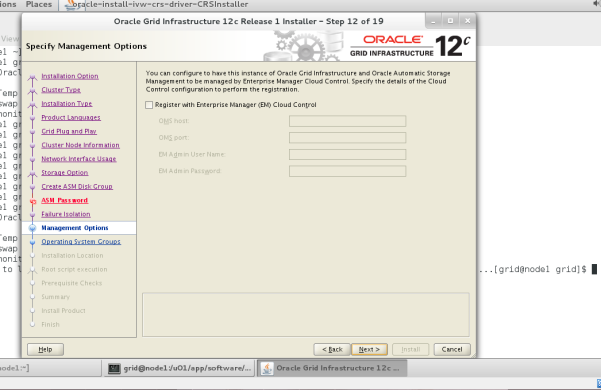 ions Places oracle-install-ivw-crs-driver-CRSInstaller
Oracle Grid Infrastructure 12c Release 1 Installer - Step 12 of 19
View
Specify Management Options
ORACLE
GRID INFRASTRUCTURE
12c
You can configure to have this instance of Oracle Grid Infrastructure and Oracle Automatic Storage
Management to be managed by Enterprise Manager Cloud Control. Specify the details of the Cloud
Control configuration to perform the registration.
Register with Enterprise Manager (EM) Cloud Control
OMS host:
OMS port:
EM Admin User Name:
EM Admin Password:
Installation Option
Cluster Type
Installation Type
Product Languages
Grid Plug and Play
Cluster Node Information
Network Interface Usage
Storage Option
Create ASM Disk Group
ASM Password
Failure Isolation
Management Options
Operating System Groups
Installation Location
Root script execution
Prerequisite Checks
Summary
Install Product
Finish
...[grid@node1 grid]$
Help
< Back
Next >
Install
Cancel
node1:~]
grid@node1:/u01/app/software/...
Oracle Grid Infrastructure 12c ...